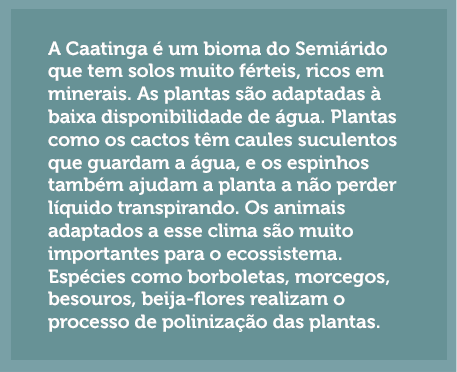 A Caatinga é um bioma do Semiárido
que tem solos muito férteis, ricos em
minerais. As plantas são adaptadas à
baixa disponibilidade de água. Plantas
como os cactos têm caules suculentos
que guardam a água, e os espinhos
também ajudam a planta a não perder
líquido transpirando. Os animais
adaptados a esse clima são muito
importantes para o ecossistema.
Espécies como borboletas, morcegos,
besouros, beija-flores realizam o
processo de polinização das plantas.